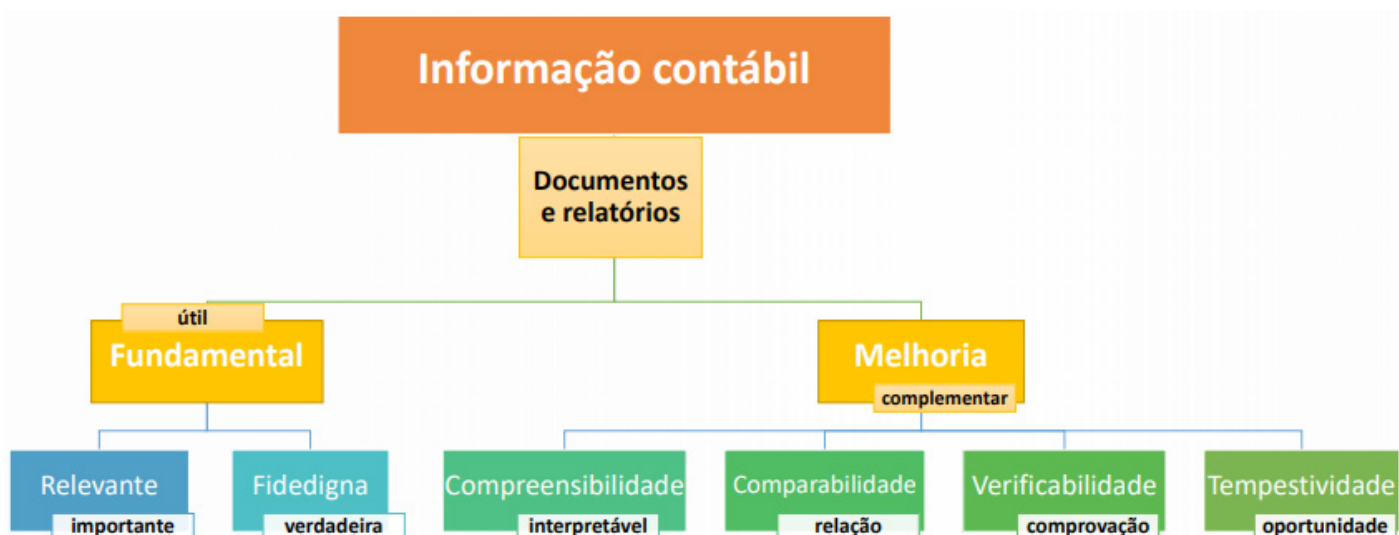 Informação contábil
Documentos
e relatórios
útil
Fundamental
Melhoria
complementar
Relevante
importante
Fidedigna
verdadeira
Compreensibilidade
interpretável
Comparabilidade
relação
Verificabilidade
comprovação
Tempestividade
oportunidade